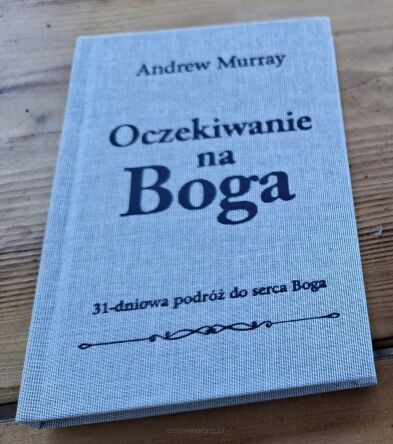 Andrew Murray
Oczekiwanie
na
Boga
31-dniowa podróż do serca Boga